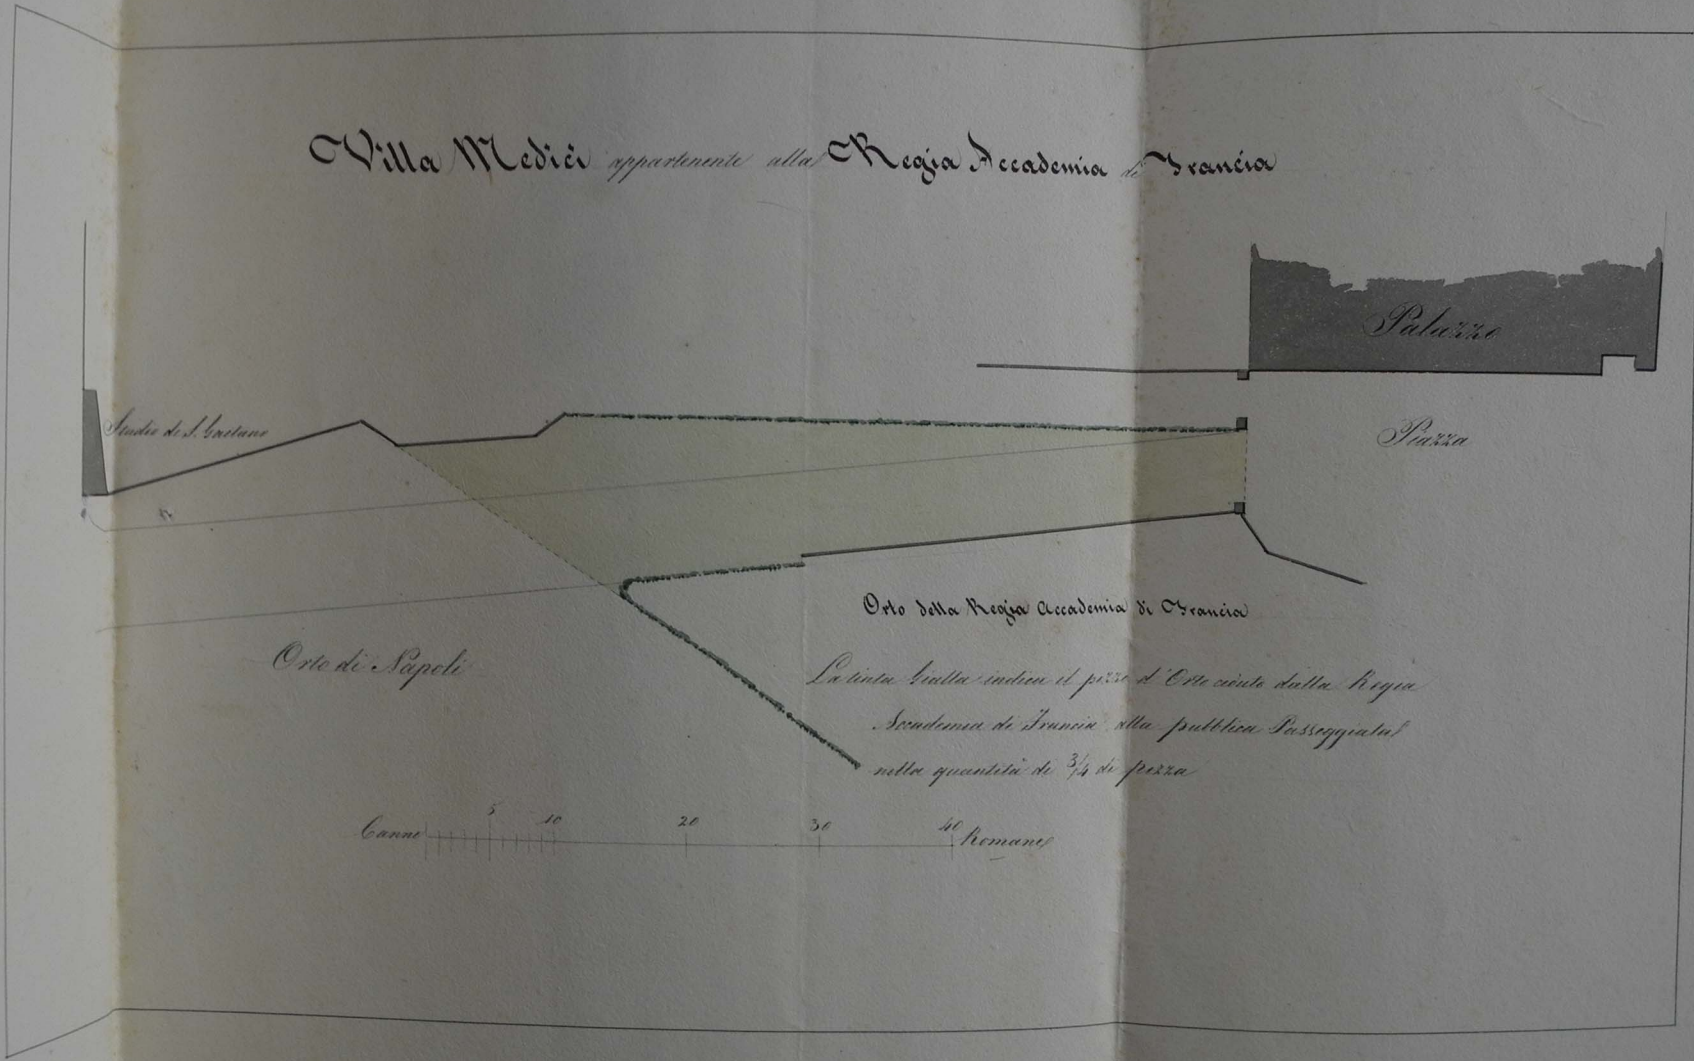 Villa Medici appartenente alla Regia Accademia di Francia
Palazzo
Studio di S. Gaetano
Piazza
Orto della Regia Accademia di Francia
Orto di Napoli
La tinta Gialla indica il pezzo d'Orto ceduto dalla Regia
Accademia di Francia alla pubblica Passeggiata
nella quantità di 3/4 di pezza
5 10 20 30 40
Canne Romane